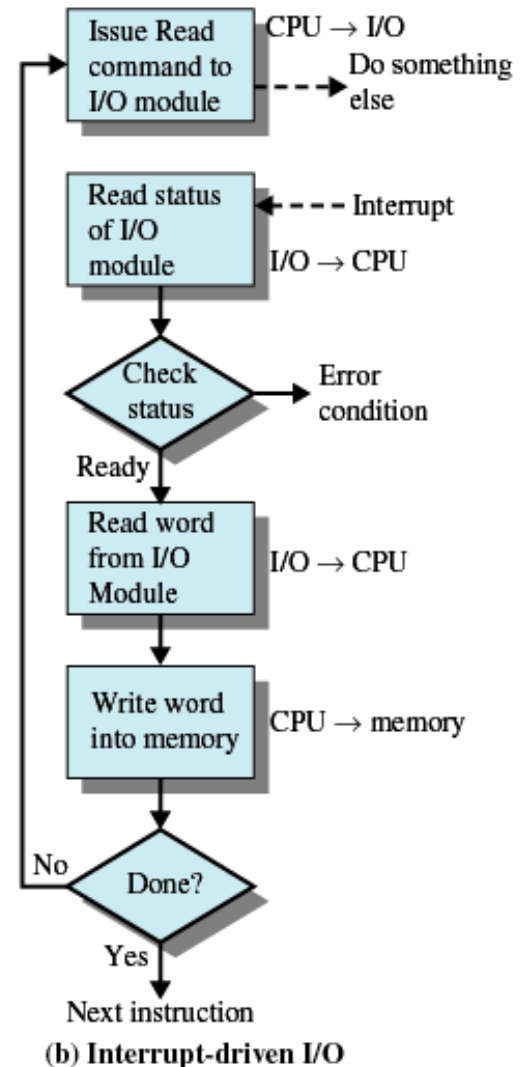 Issue Read
command to
I/O module
CPU → I/O
Do something
else
Read status
of I/O
module
Interrupt
I/O → CPU
Check
status
Error
condition
Ready
Read word
from I/O
Module
I/O → CPU
Write word
into memory
CPU → memory
No
Done?
Yes
Next instruction
(b) Interrupt-driven I/O